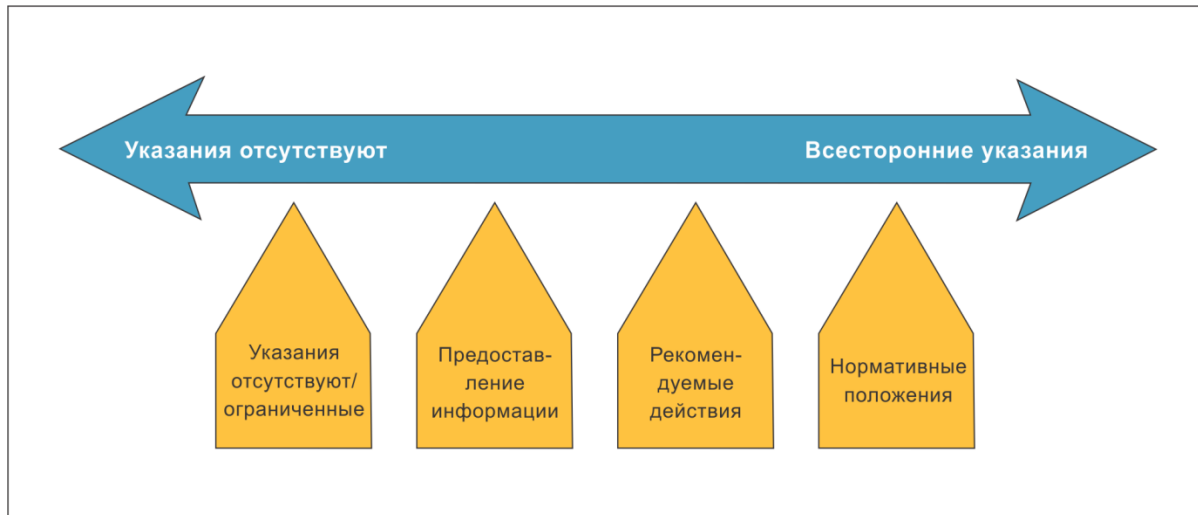 Указания отсутствуют
Всесторонние указания
Указания
отсутствуют/
ограниченные
Предостав-
ление
информации
Рекомен-
дуемые
действия
Нормативные
положения